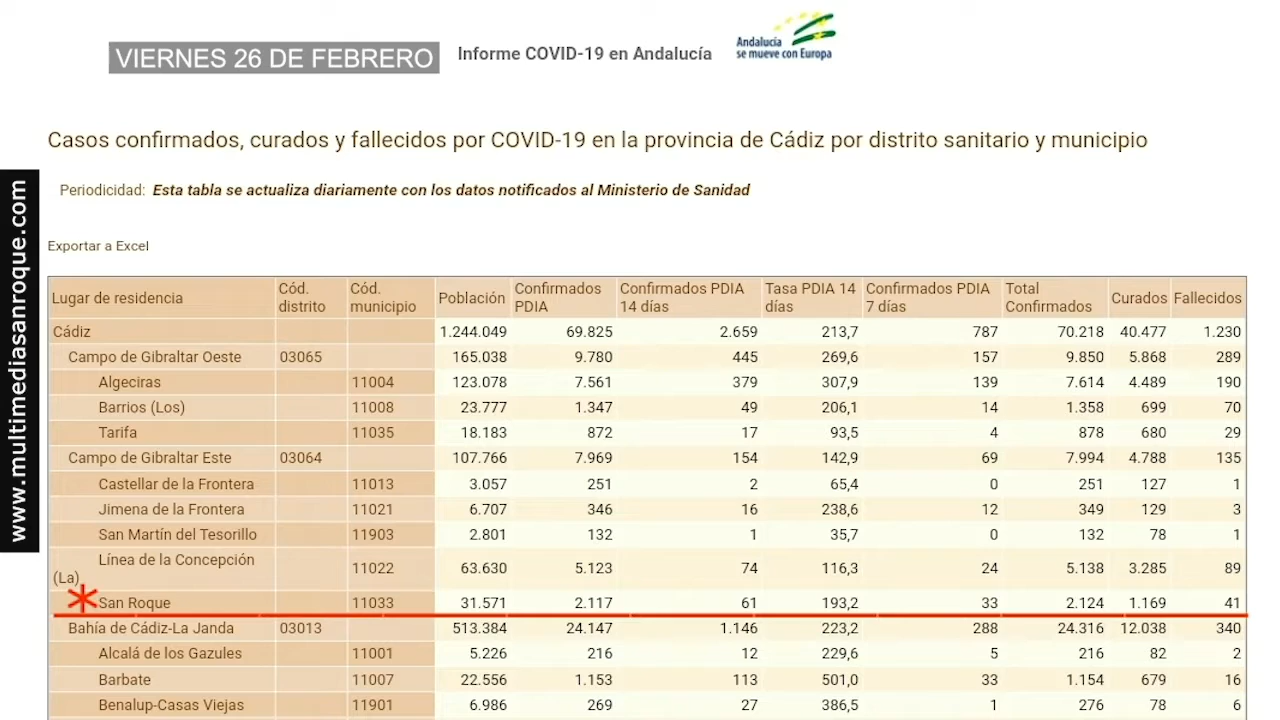 VIERNES 26 DE FEBRERO
Informe COVID-19 en Andalucía
Andalucía
se mueve con Europa
Casos confirmados, curados y fallecidos por COVID-19 en la provincia de Cádiz por distrito sanitario y municipio
Periodicidad: Esta tabla se actualiza diariamente con los datos notificados al Ministerio de Sanidad
www.multimediasanroque.com
Exportar a Excel
Lugar de residencia Cód. distrito Cód. municipio Población Confirmados PDIA Confirmados PDIA 14 días Tasa PDIA 14 días Confirmados PDIA 7 días Total Confirmados Curados Fallecidos
Cádiz 1.244.049 69.825 2.659 213,7 787 70.218 40.477 1.230
Campo de Gibraltar Oeste 03065 165.038 9.780 445 269,6 157 9.850 5.868 289
Algeciras 11004 123.078 7.561 379 307,9 139 7.614 4.489 190
Barrios (Los) 11008 23.777 1.347 49 206,1 14 1.358 699 70
Tarifa 11035 18.183 872 17 93,5 4 878 680 29
Campo de Gibraltar Este 03064 107.766 7.969 154 142,9 69 7.994 4.788 135
Castellar de la Frontera 11013 3.057 251 2 65,4 0 251 127 1
Jimena de la Frontera 11021 6.707 346 16 238,6 12 349 129 3
San Martín del Tesorillo 11903 2.801 132 1 35,7 0 132 78 1
Línea de la Concepción (La) 11022 63.630 5.123 74 116,3 24 5.138 3.285 89
San Roque 11033 31.571 2.117 61 193,2 33 2.124 1.169 41
Bahía de Cádiz-La Janda 03013 513.384 24.147 1.146 223,2 288 24.316 12.038 340
Alcalá de los Gazules 11001 5.226 216 12 229,6 5 216 82 2
Barbate 11007 22.556 1.153 113 501,0 33 1.154 679 16
Benalup-Casas Viejas 11901 6.986 269 27 386,5 1 276 78 6